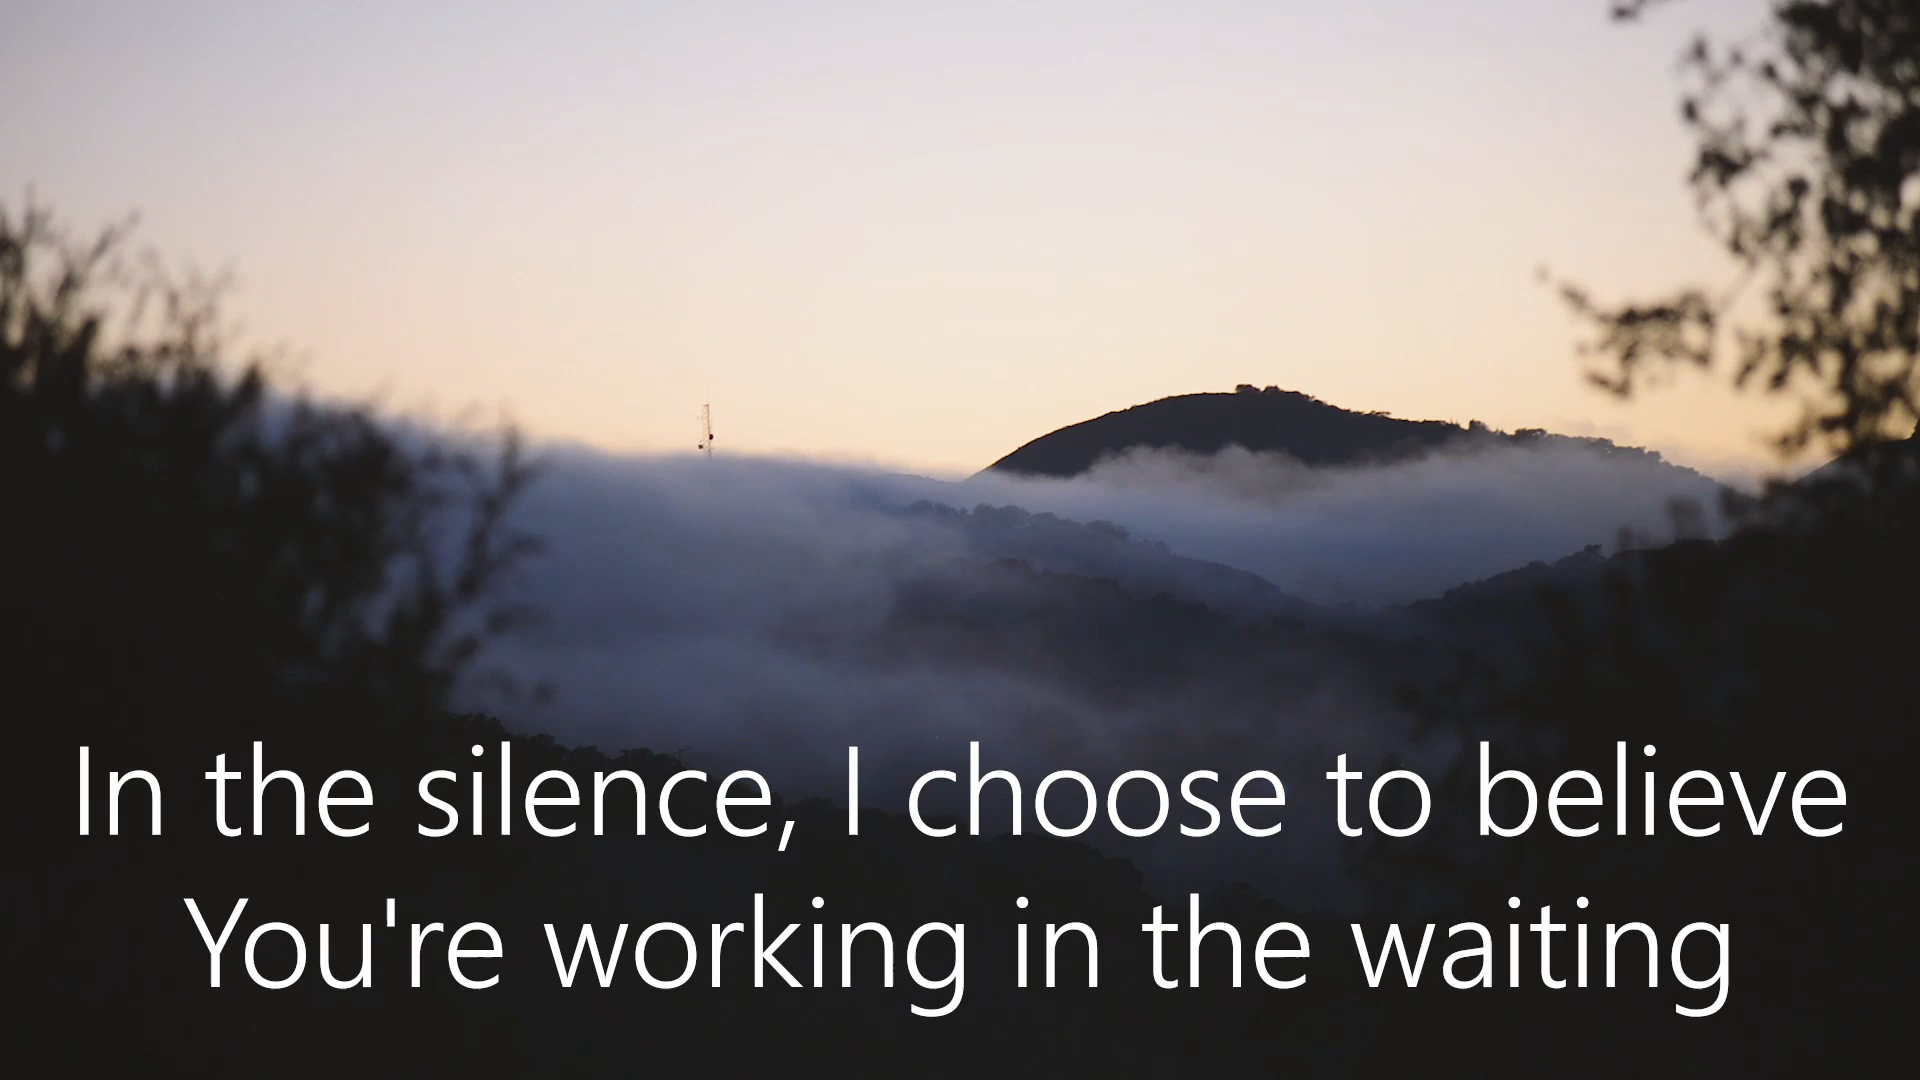 In the silence, I choose to believe
You're working in the waiting